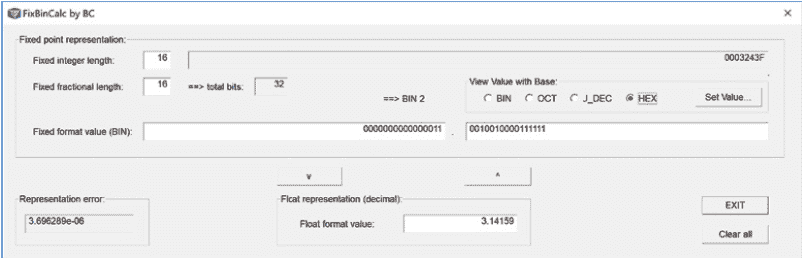 FixBinCalc by BC
Fixed point representation:
Fixed integer length: 16 0003243F
Fixed fractional length: 16 ==> total bits: 32
View Value with Base:
==> BIN 2 BIN OCT J_DEC HEX Set Value...
Fixed format value (BIN): 0000000000000011 . 0010010000111111
v ^
Representation error:
3.696289e-06
Float representation (decimal):
Float format value: 3.14159
EXIT
Clear all